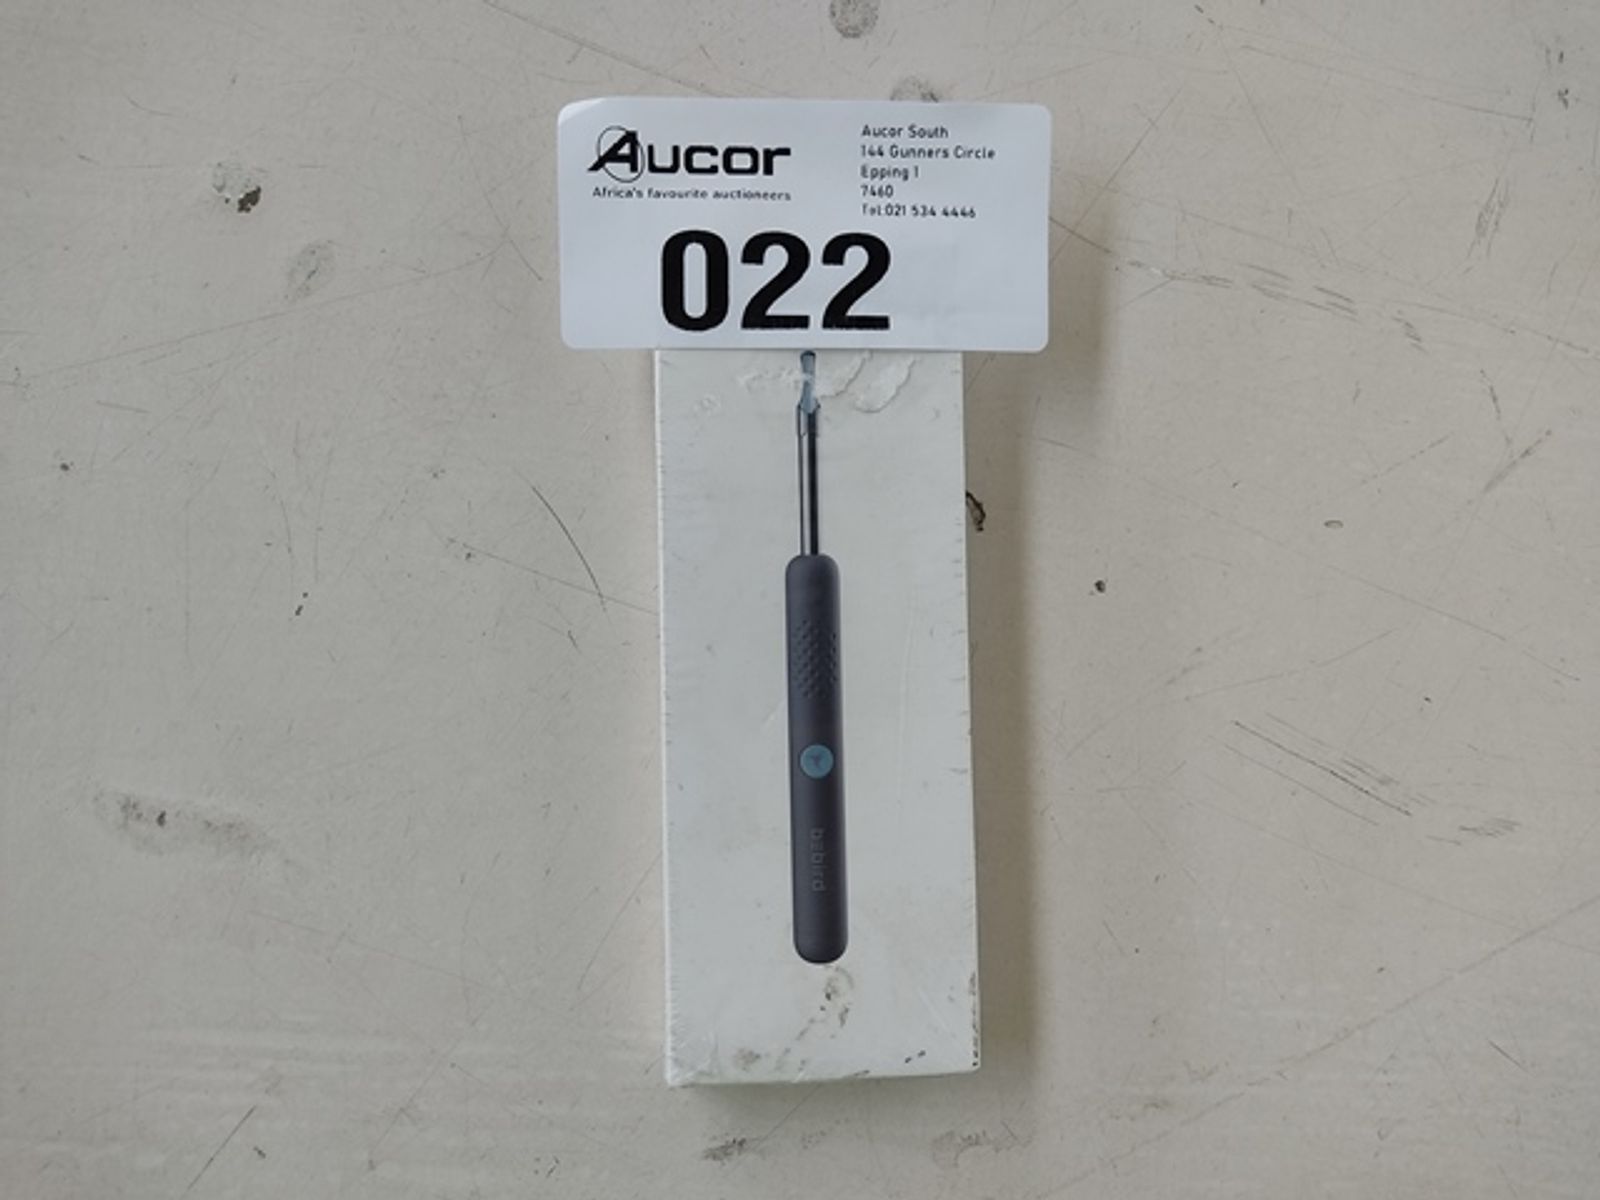 Aucor
Africa's favourite auctioneers
Aucor South
144 Gunners Circle
Epping 1
7460
Tel:021 534 4446
022
bebird